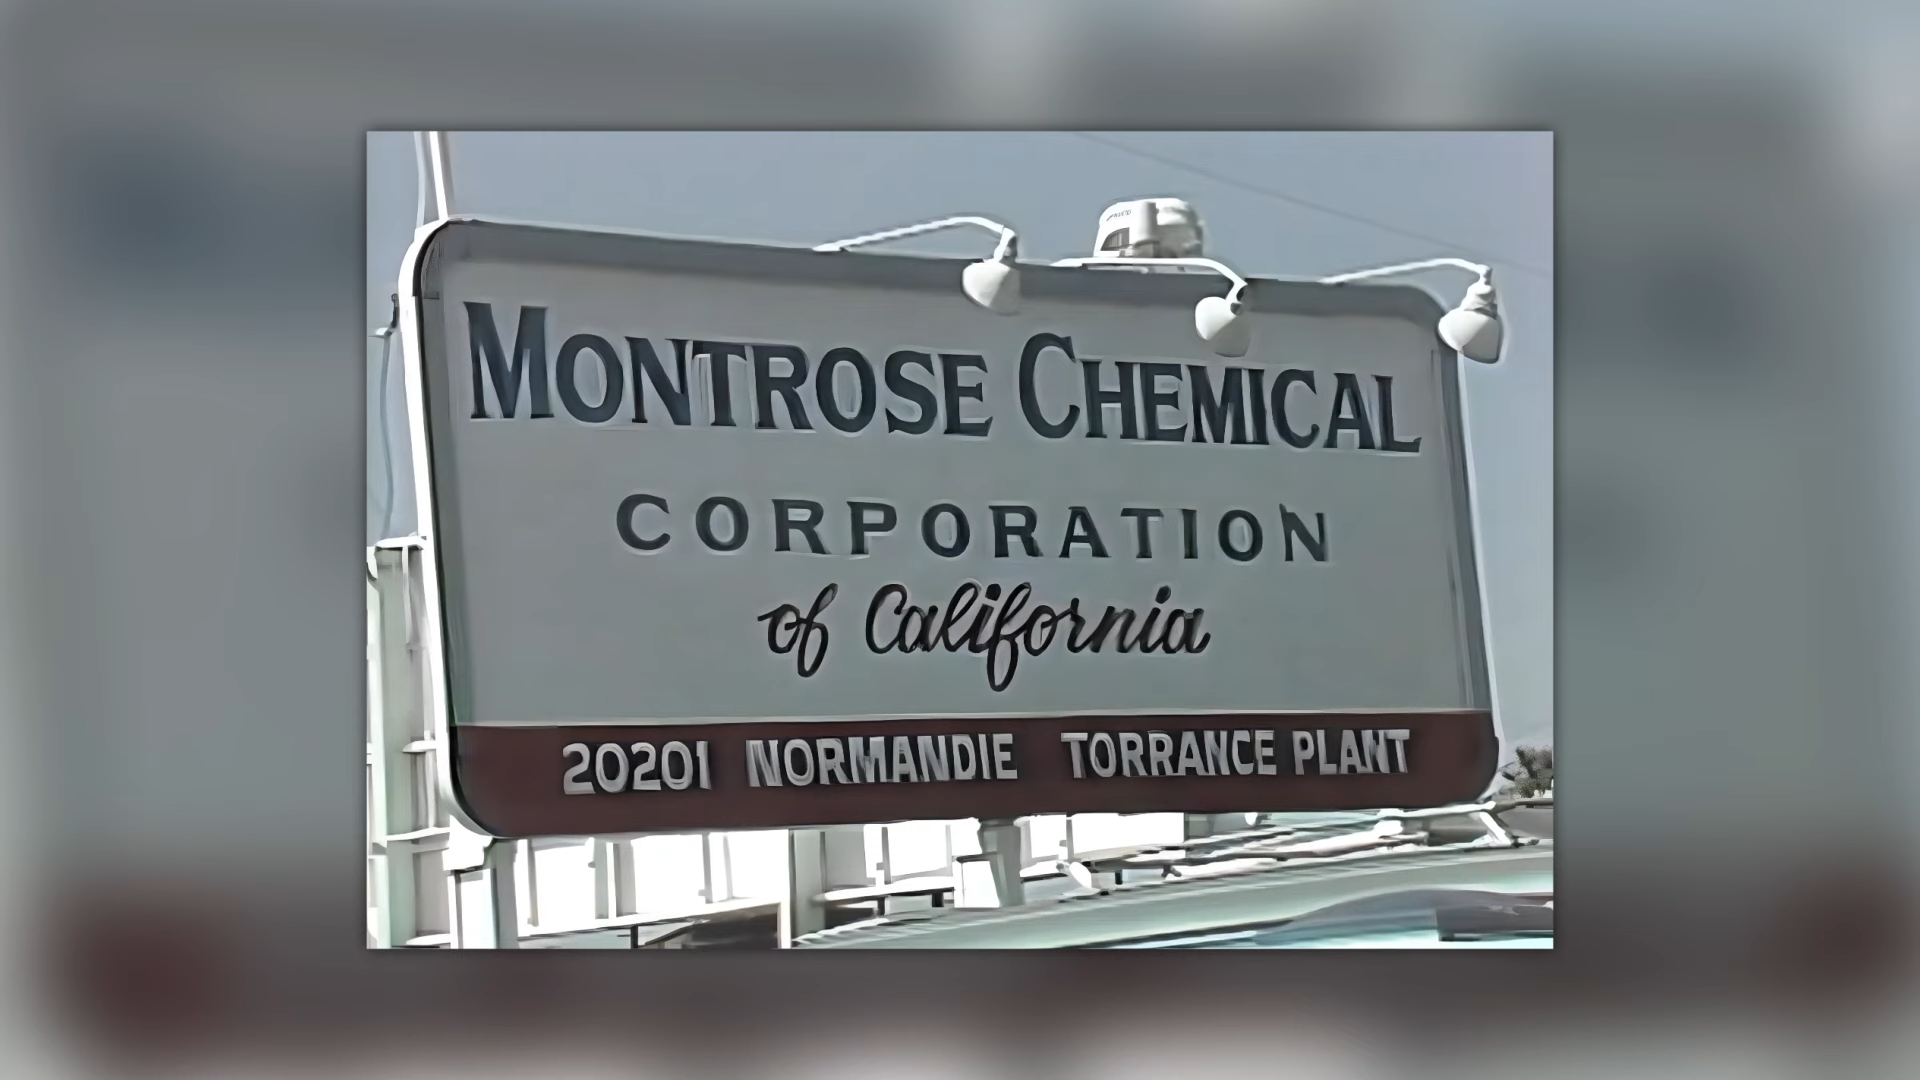 MONTROSE CHEMICAL
CORPORATION
of California
20201 NORMANDIE TORRANCE PLANT